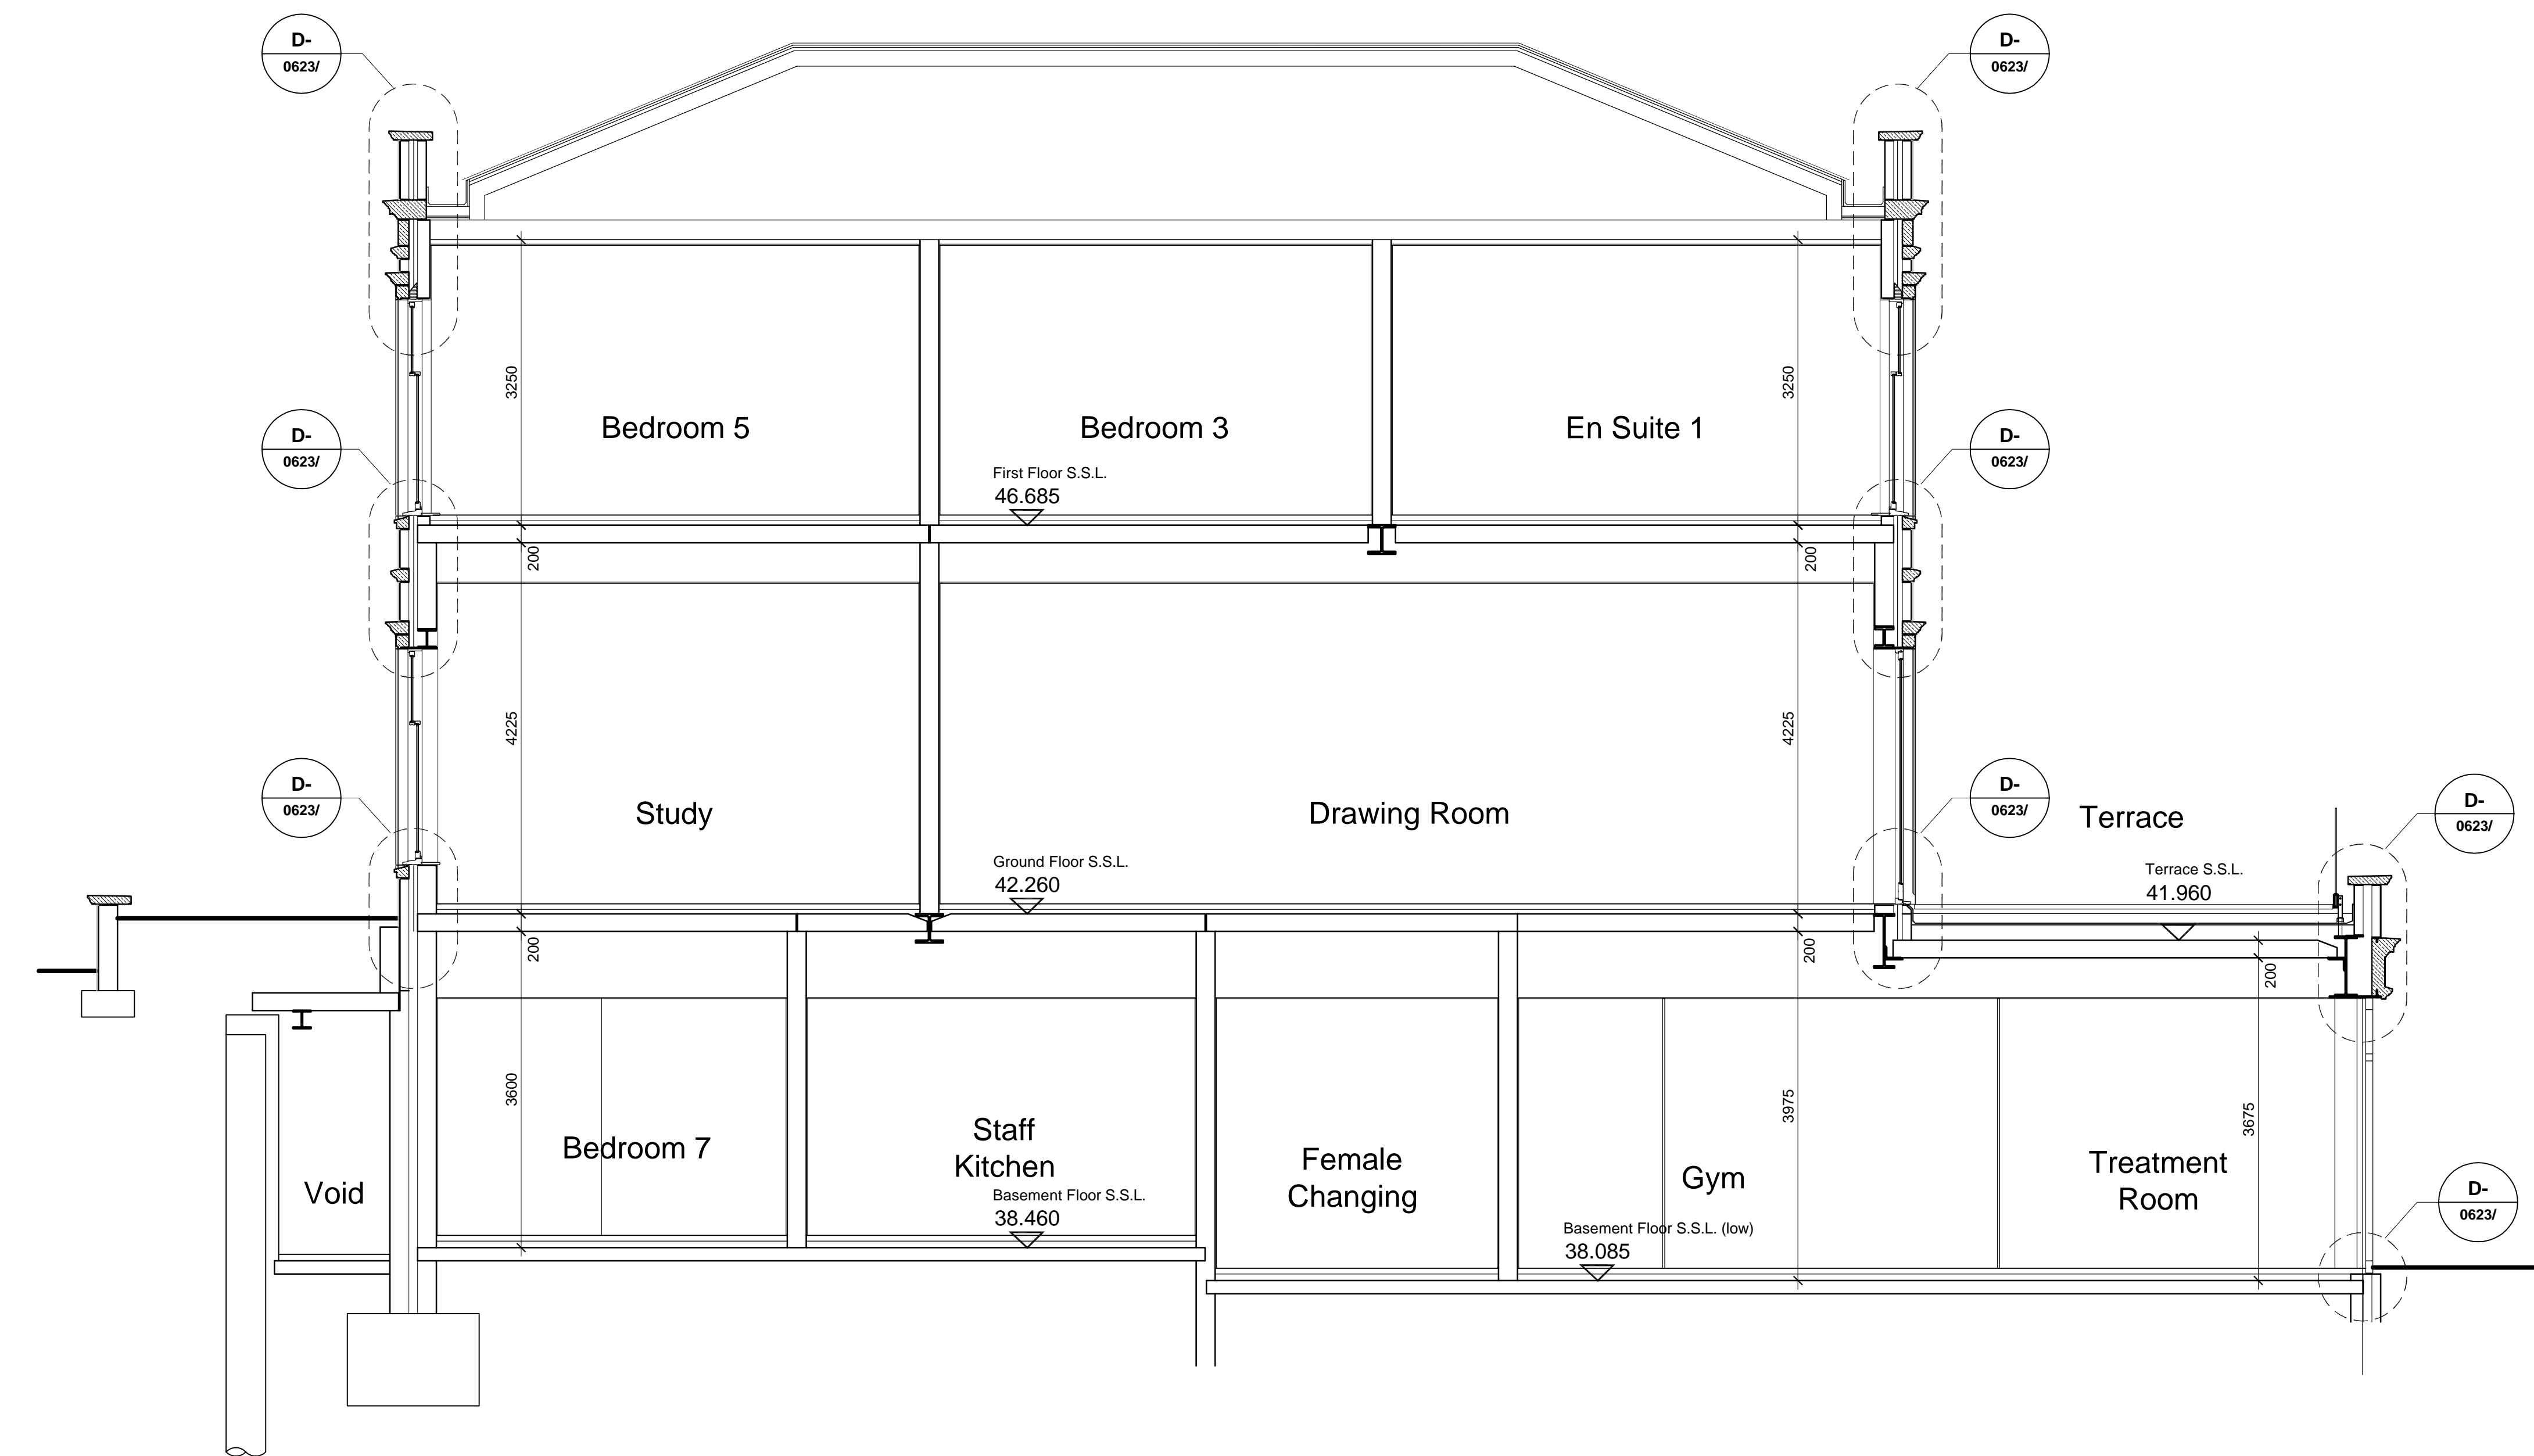 D-
0623/
D-
0623/
3250
3250
Bedroom 5
Bedroom 3
En Suite 1
D-
0623/
D-
0623/
First Floor S.S.L.
46.685
200
200
4225
4225
D-
0623/
D-
0623/
D-
0623/
Study
Drawing Room
Terrace
Ground Floor S.S.L.
42.260
Terrace S.S.L.
41.960
200
200
200
3600
3975
3675
Bedroom 7
Staff
Kitchen
Female
Changing
Gym
Treatment
Room
Void
Basement Floor S.S.L.
38.460
Basement Floor S.S.L. (low)
38.085
D-
0623/